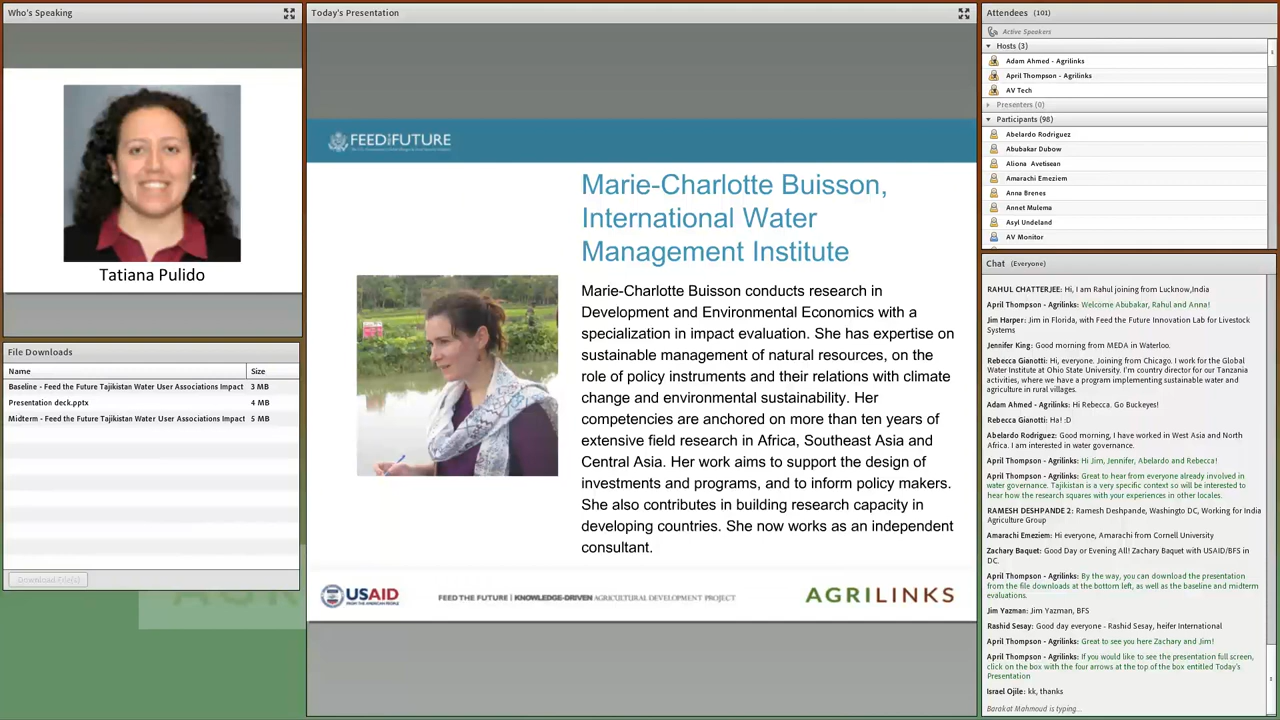 Who's Speaking
Tatiana Pulido
File Downloads
Name
Size
Baseline - Feed the Future Tajikistan Water User Associations Impact
3 MB
Presentation deck.pptx
4 MB
Midterm - Feed the Future Tajikistan Water User Associations Impact
5 MB
Download File(s)
Today's Presentation
FEED THE FUTURE
Marie-Charlotte Buisson,
International Water
Management Institute
Marie-Charlotte Buisson conducts research in
Development and Environmental Economics with a
specialization in impact evaluation. She has expertise on
sustainable management of natural resources, on the
role of policy instruments and their relations with climate
change and environmental sustainability. Her
competencies are anchored on more than ten years of
extensive field research in Africa, Southeast Asia and
Central Asia. Her work aims to support the design of
investments and programs, and to inform policy makers.
She also contributes in building research capacity in
developing countries. She now works as an independent
consultant.
USAID
FROM THE AMERICAN PEOPLE
FEED THE FUTURE | KNOWLEDGE-DRIVEN AGRICULTURAL DEVELOPMENT PROJECT
AGRILINKS
Attendees (101)
Active Speakers
Hosts (3)
Adam Ahmed - Agrilinks
April Thompson - Agrilinks
AV Tech
Presenters (0)
Participants (98)
Abelardo Rodriguez
Abubakar Dubow
Aliona Avetisean
Amarachi Emeziem
Anna Brenes
Annet Mulema
Asyl Undeland
AV Monitor
Chat (Everyone)
RAHUL CHATTERJEE: Hi, I am Rahul joining from Lucknow,India
April Thompson - Agrilinks: Welcome Abubakar, Rahul and Anna!
Jim Harper: Jim in Florida, with Feed the Future Innovation Lab for Livestock
Systems
Jennifer King: Good morning from MEDA in Waterloo.
Rebecca Gianotti: Hi, everyone. Joining from Chicago. I work for the Global
Water Institute at Ohio State University. I'm country director for our Tanzania
activities, where we have a program implementing sustainable water and
agriculture in rural villages.
Adam Ahmed - Agrilinks: Hi Rebecca. Go Buckeyes!
Rebecca Gianotti: Ha! :D
Abelardo Rodriguez: Good morning, I have worked in West Asia and North
Africa. I am interested in water governance.
April Thompson - Agrilinks: Hi Jim, Jennifer, Abelardo and Rebecca!
April Thompson - Agrilinks: Great to hear from everyone already involved in
water governance. Tajikistan is a very specific context so will be interested to
hear how the research squares with your experiences in other locales.
RAMESH DESHPANDE 2: Ramesh Deshpande, Washingto DC, Working for India
Agriculture Group
Amarachi Emeziem: Hi everyone, Amarachi from Cornell University
Zachary Baquet: Good Day or Evening All! Zachary Baquet with USAID/BFS in
DC.
April Thompson - Agrilinks: By the way, you can download the presentation
from the file downloads at the bottom left, as well as the baseline and midterm
evaluations.
Jim Yazman: Jim Yazman, BFS
Rashid Sesay: Good day everyone - Rashid Sesay, heifer International
April Thompson - Agrilinks: Great to see you here Zachary and Jim!
April Thompson - Agrilinks: If you would like to see the presentation full screen,
click on the box with the four arrows at the top of the box entitled Today's
Presentation
Israel Ojile: kk, thanks
Barakat Mahmoud is typing...